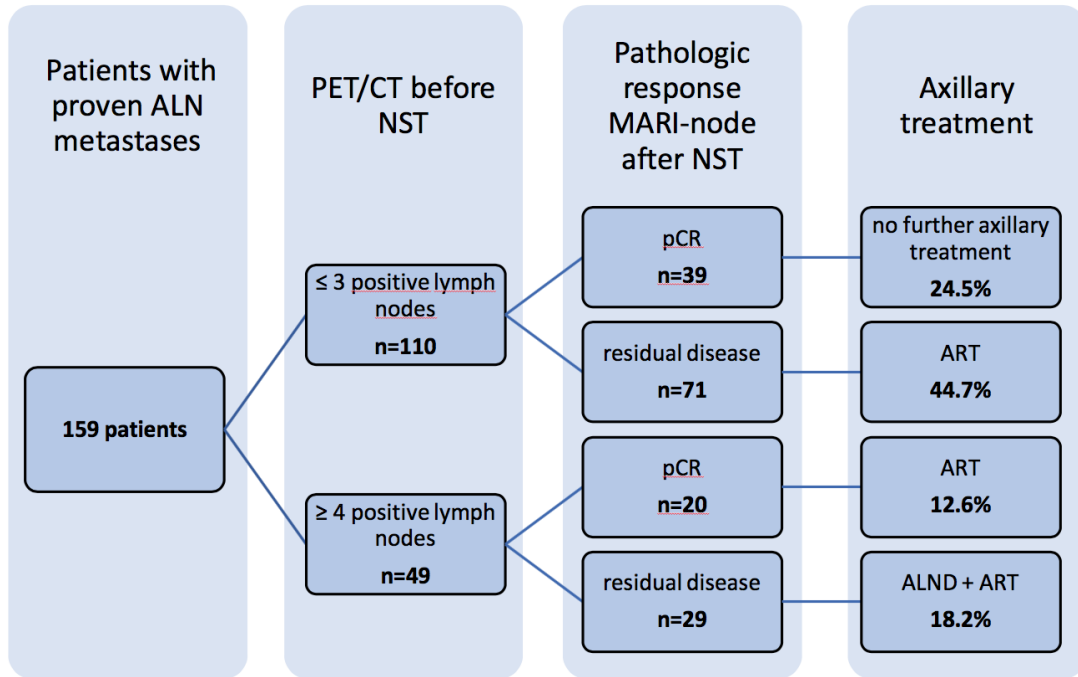 Patients with
proven ALN
metastases
159 patients
PET/CT before
NST
≤ 3 positive lymph
nodes
n=110
≥ 4 positive lymph
nodes
n=49
Pathologic
response
MARI-node
after NST
pCR
n=39
residual disease
n=71
pCR
n=20
residual disease
n=29
Axillary
treatment
no further axillary
treatment
24.5%
ART
44.7%
ART
12.6%
ALND + ART
18.2%